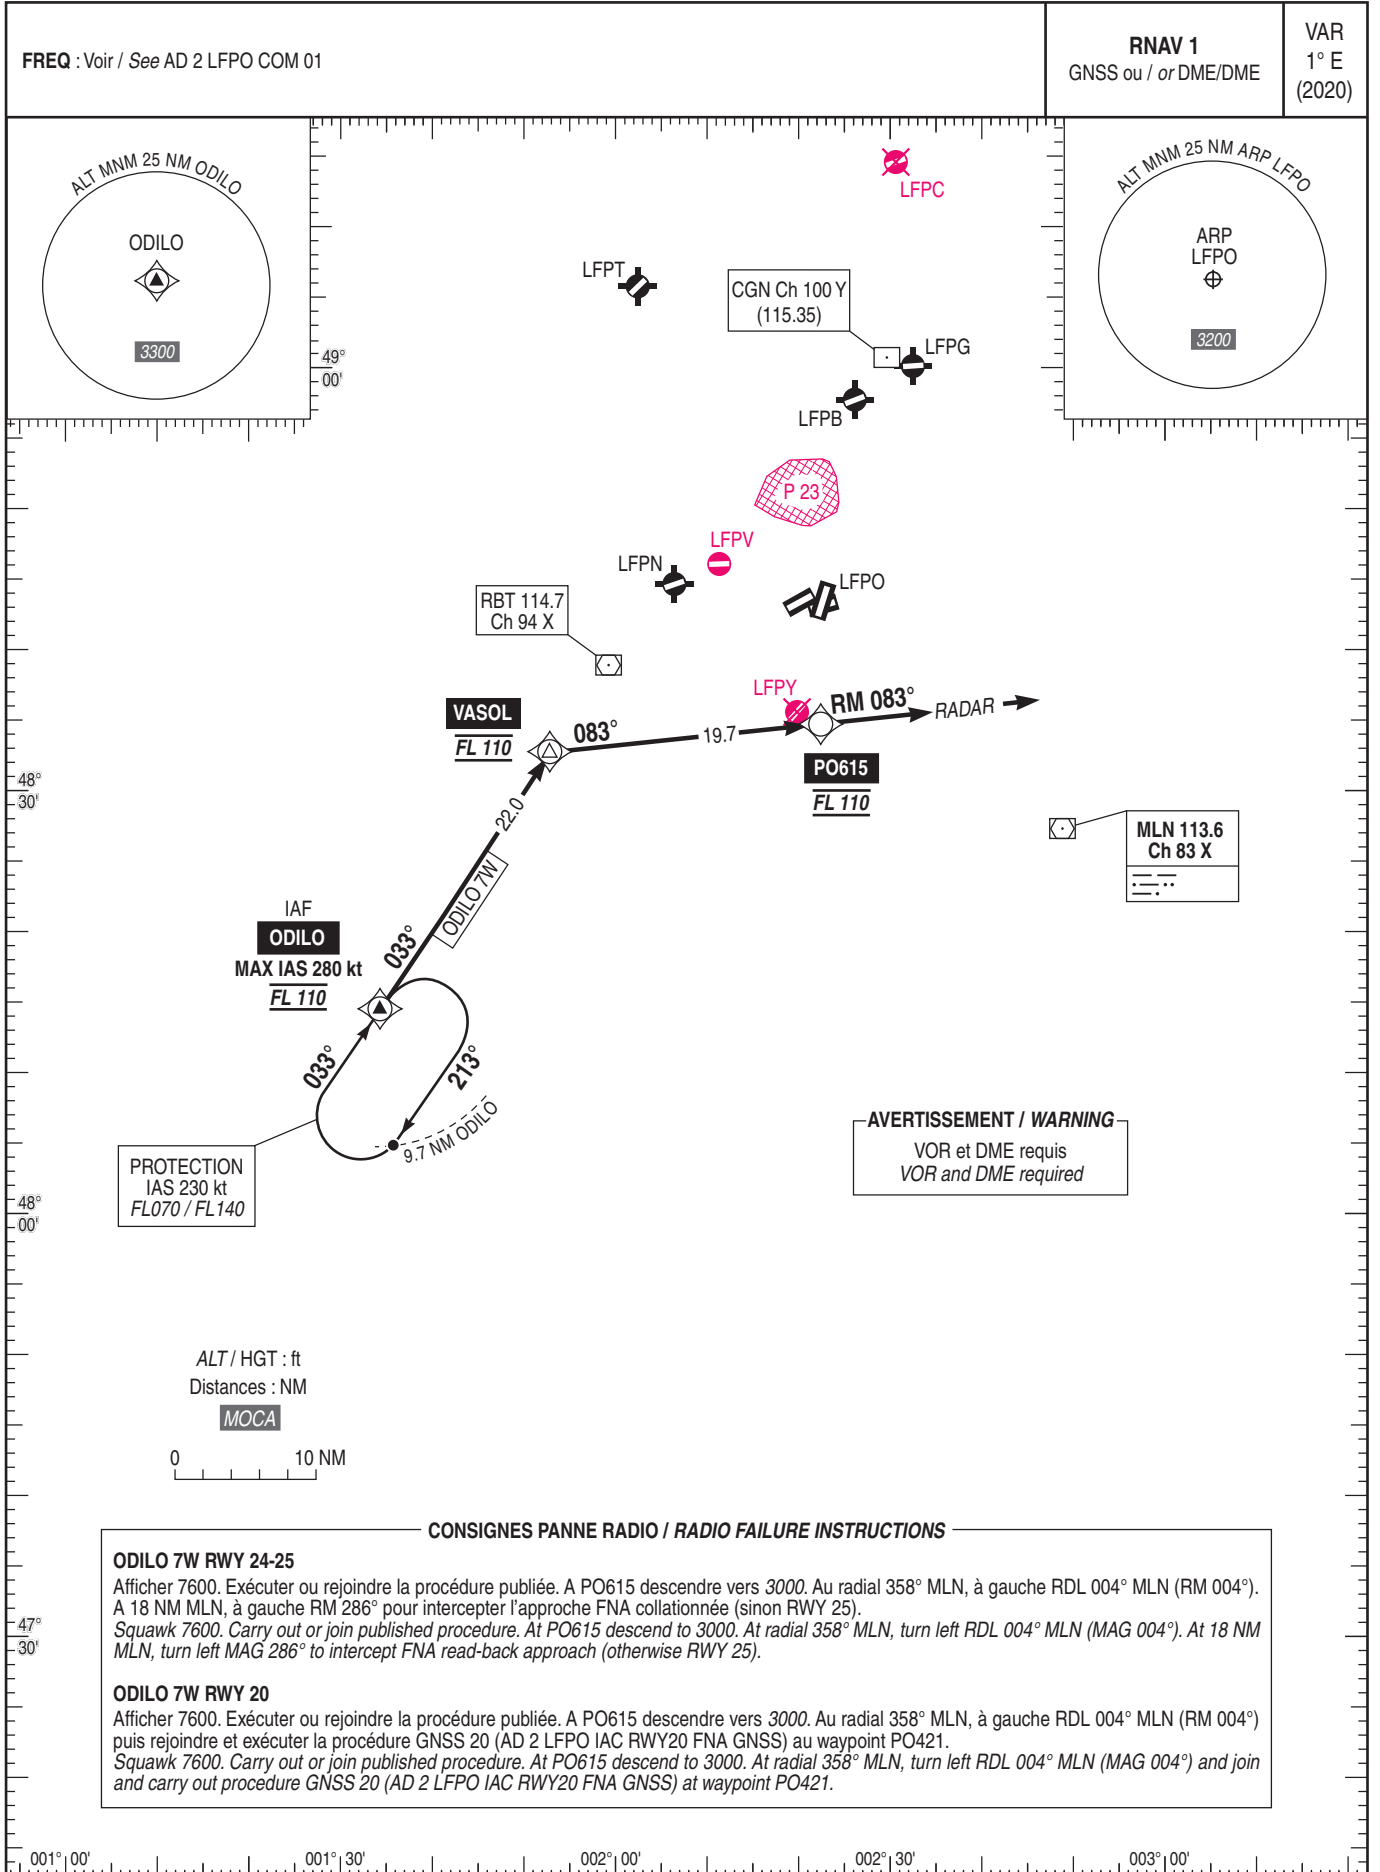 FREQ : Voir / See AD 2 LFPO COM 01
RNAV 1
GNSS ou / or DME/DME
VAR
1° E
(2020)
ALT MNM 25 NM ODILO
ODILO
3300
ALT MNM 25 NM ARP LFPO
ARP
LFPO
3200
LFPC
LFPT
CGN Ch 100 Y
(115.35)
LFPG
LFPB
49°
00'
P 23
LFPV
LFPN
LFPO
RBT 114.7
Ch 94 X
LFPY
RM 083°
RADAR
VASOL
FL 110
083°
19.7
PO615
FL 110
48°
30'
22.0
MLN 113.6
Ch 83 X
ODILO 7W
IAF
ODILO
MAX IAS 280 kt
FL 110
033°
033°
213°
9.7 NM ODILO
PROTECTION
IAS 230 kt
FL070 / FL140
AVERTISSEMENT / WARNING
VOR et DME requis
VOR and DME required
48°
00'
ALT / HGT : ft
Distances : NM
MOCA
0 10 NM
CONSIGNES PANNE RADIO / RADIO FAILURE INSTRUCTIONS
ODILO 7W RWY 24-25
Afficher 7600. Exécuter ou rejoindre la procédure publiée. A PO615 descendre vers 3000. Au radial 358° MLN, à gauche RDL 004° MLN (RM 004°).
A 18 NM MLN, à gauche RM 286° pour intercepter l'approche FNA collationnée (sinon RWY 25).
Squawk 7600. Carry out or join published procedure. At PO615 descend to 3000. At radial 358° MLN, turn left RDL 004° MLN (MAG 004°). At 18 NM
MLN, turn left MAG 286° to intercept FNA read-back approach (otherwise RWY 25).
47°
30'
ODILO 7W RWY 20
Afficher 7600. Exécuter ou rejoindre la procédure publiée. A PO615 descendre vers 3000. Au radial 358° MLN, à gauche RDL 004° MLN (RM 004°)
puis rejoindre et exécuter la procédure GNSS 20 (AD 2 LFPO IAC RWY20 FNA GNSS) au waypoint PO421.
Squawk 7600. Carry out or join published procedure. At PO615 descend to 3000. At radial 358° MLN, turn left RDL 004° MLN (MAG 004°) and join
and carry out procedure GNSS 20 (AD 2 LFPO IAC RWY20 FNA GNSS) at waypoint PO421.
001° 00' 001° 30' 002° 00' 002° 30' 003° 00'